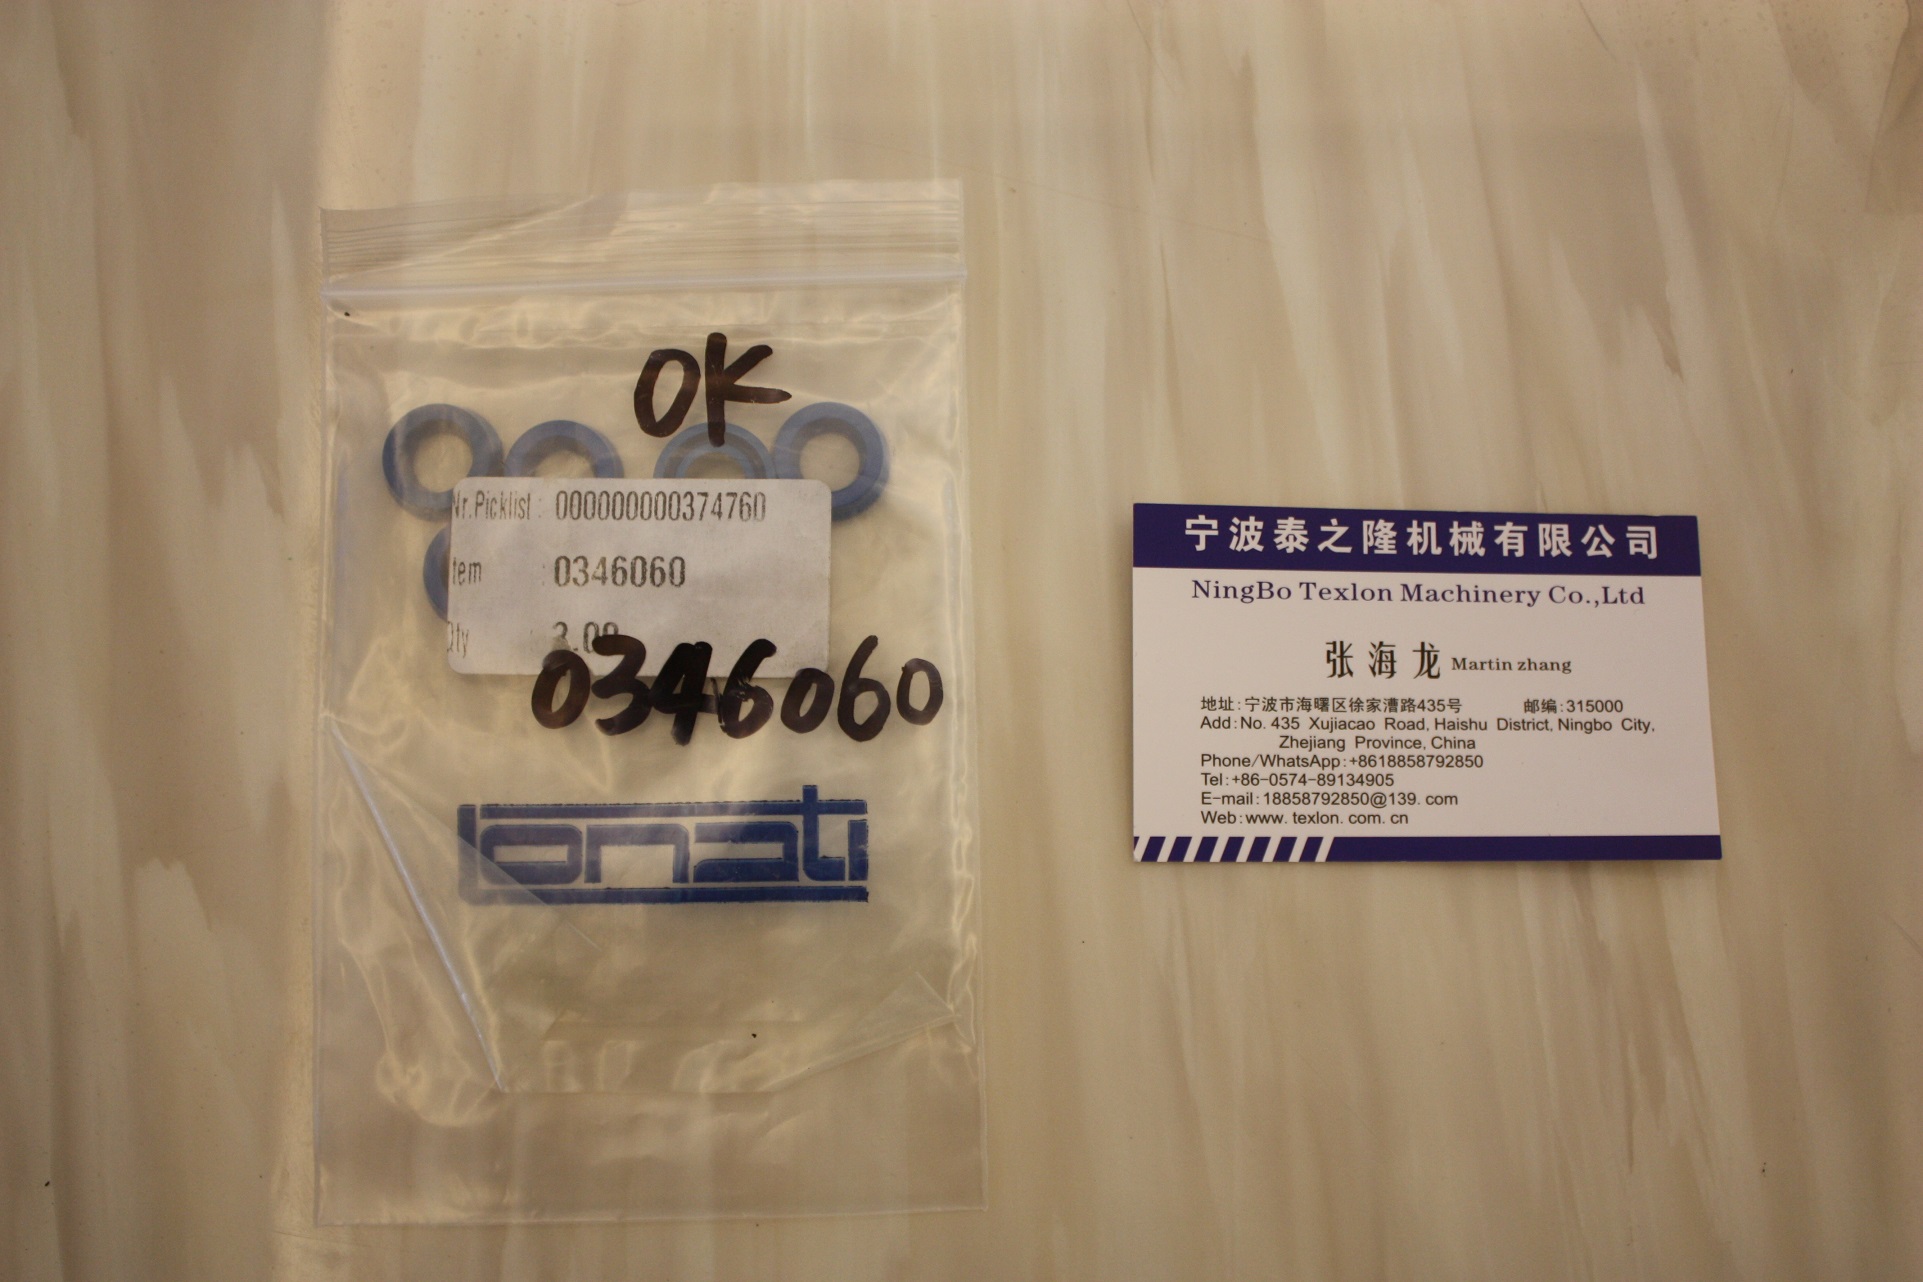 OK
Nr.Picklist : 000000000374760
Item : 0346060
Qty : 3.00
0346060
lonati
宁波泰之隆机械有限公司
NingBo Texlon Machinery Co.,Ltd
张海龙 Martin zhang
地址:宁波市海曙区徐家漕路435号 邮编:315000
Add:No. 435 Xujiacao Road, Haishu District, Ningbo City,
Zhejiang Province, China
Phone/WhatsApp:+8618858792850
Tel:+86-0574-89134905
E-mail:18858792850@139.com
Web:www.texlon.com.cn